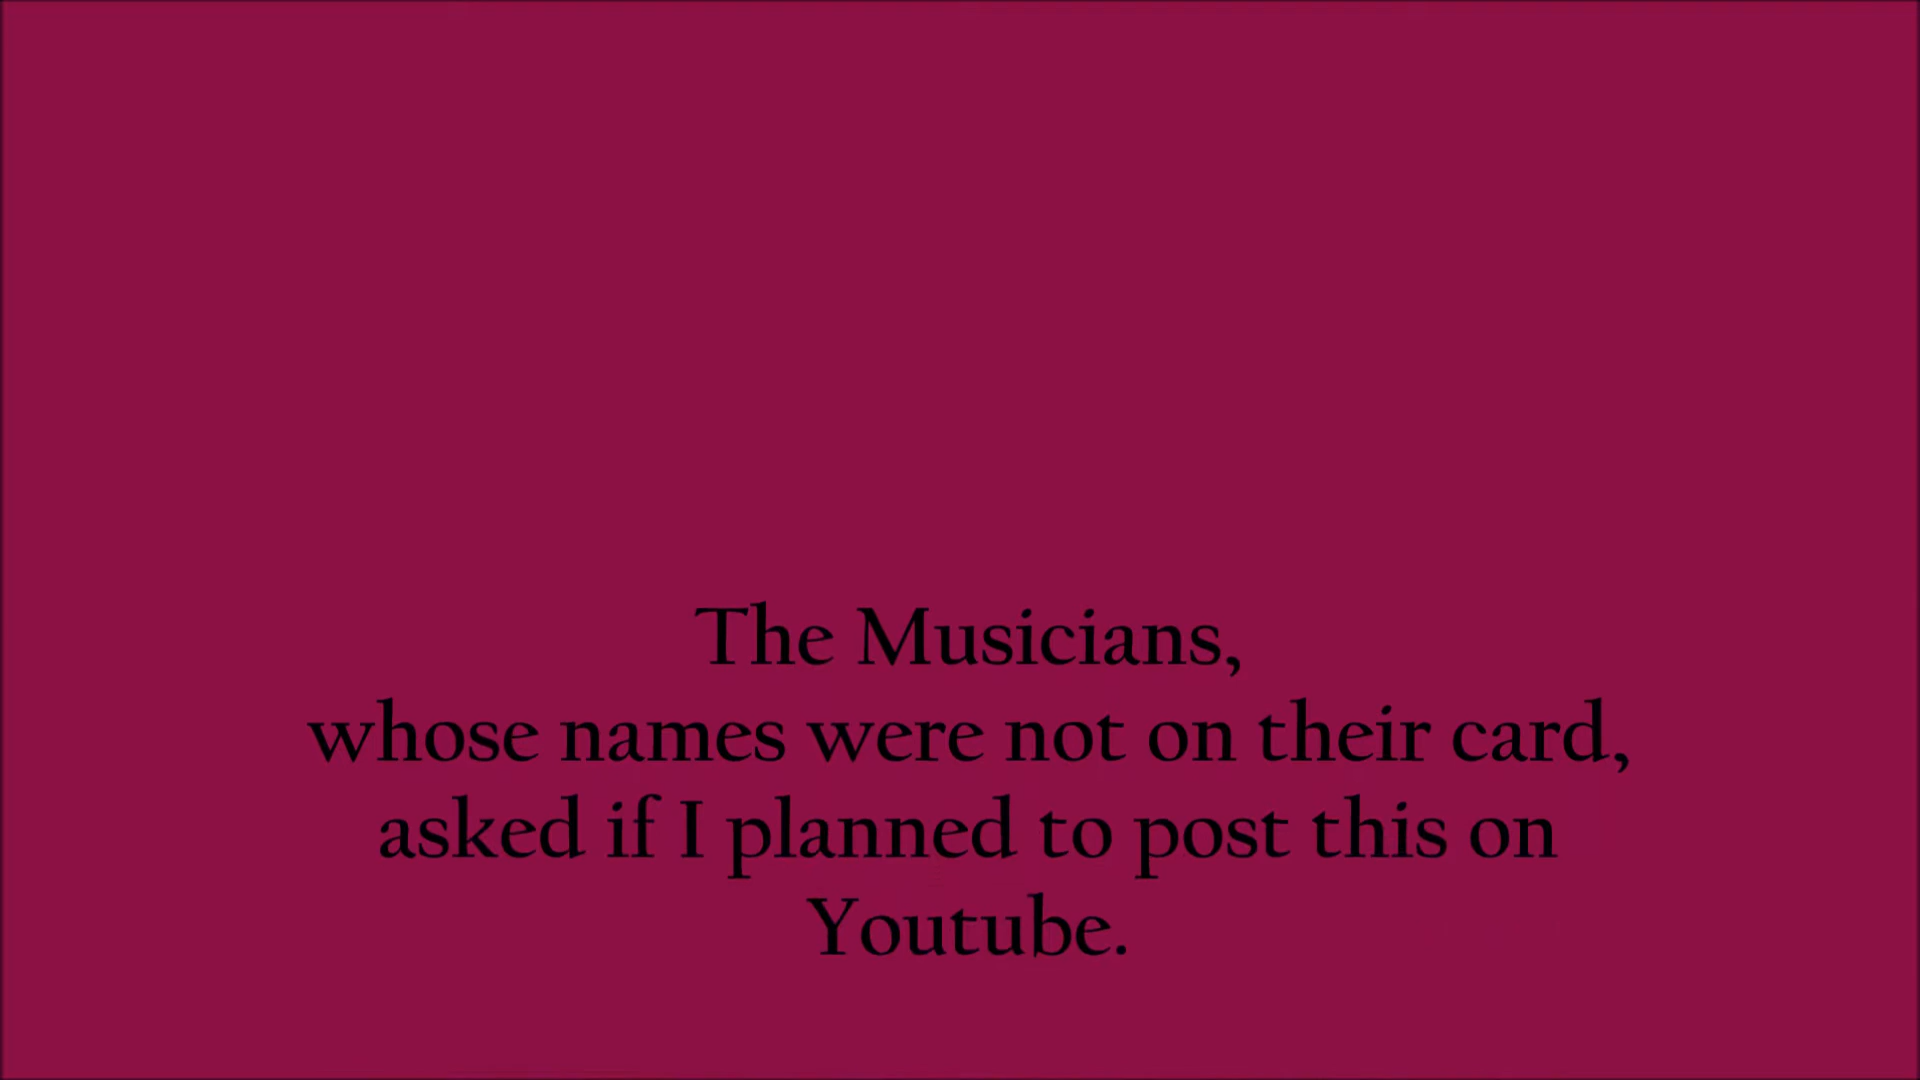 The Musicians,
whose names were not on their card,
asked if I planned to post this on
Youtube.